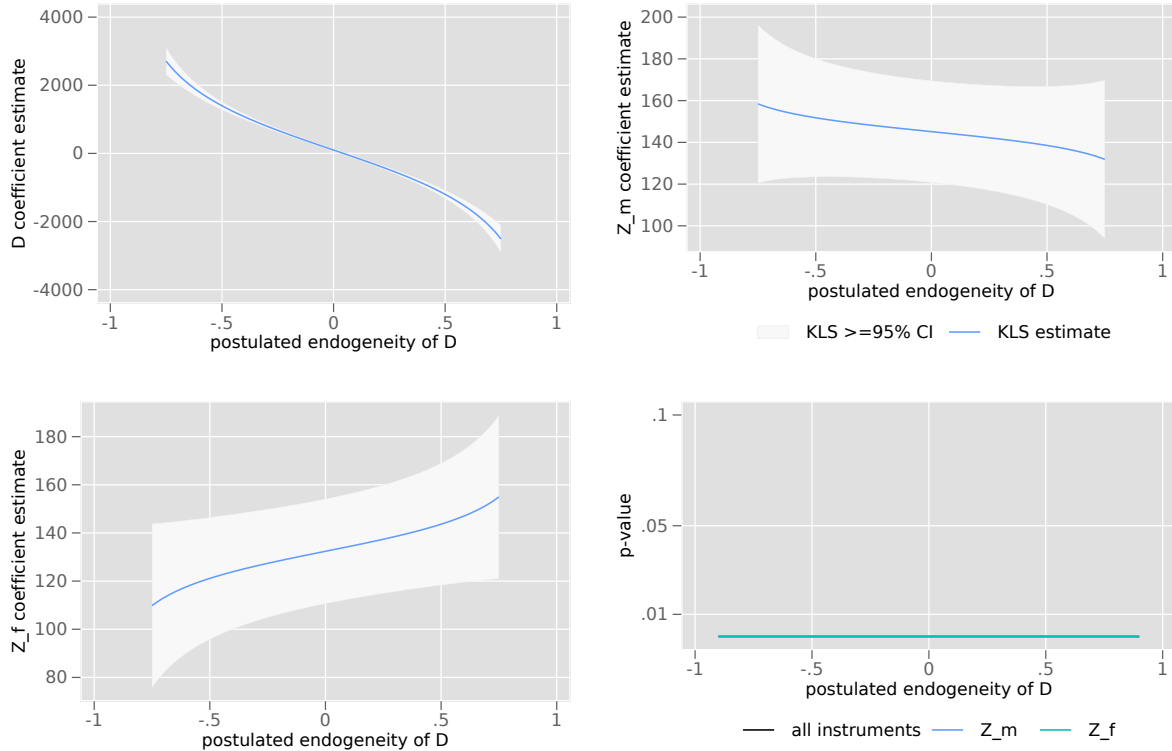 D coefficient estimate
4000
2000
0
-2000
-4000
-1 -.5 0 .5 1
postulated endogeneity of D
Z_m coefficient estimate
200
180
160
140
120
100
-1 -.5 0 .5 1
postulated endogeneity of D
KLS >=95% CI KLS estimate
Z_f coefficient estimate
180
160
140
120
100
80
-1 -.5 0 .5 1
postulated endogeneity of D
p-value
.1
.05
.01
-1 -.5 0 .5 1
postulated endogeneity of D
all instruments Z_m Z_f